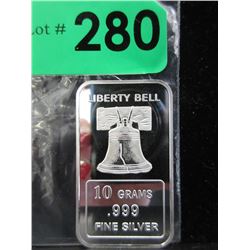 Lot # 280
LIBERTY BELL
10 GRAMS
.999
FINE SILVER